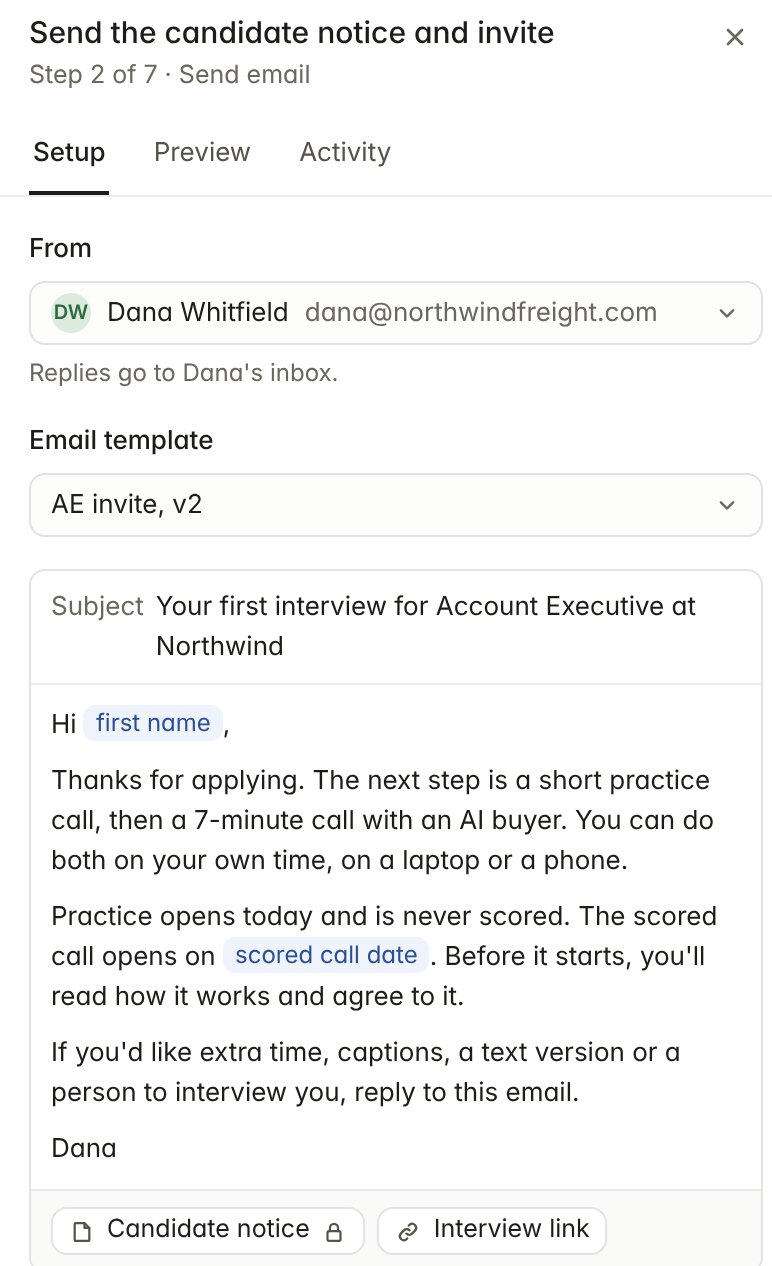 Send the candidate notice and invite
Step 2 of 7 · Send email
Setup Preview Activity
From
DW Dana Whitfield dana@northwindfreight.com
Replies go to Dana's inbox.
Email template
AE invite, v2
Subject Your first interview for Account Executive at
Northwind
Hi first name,
Thanks for applying. The next step is a short practice
call, then a 7-minute call with an AI buyer. You can do
both on your own time, on a laptop or a phone.
Practice opens today and is never scored. The scored
call opens on scored call date. Before it starts, you'll
read how it works and agree to it.
If you'd like extra time, captions, a text version or a
person to interview you, reply to this email.
Dana
Candidate notice Interview link